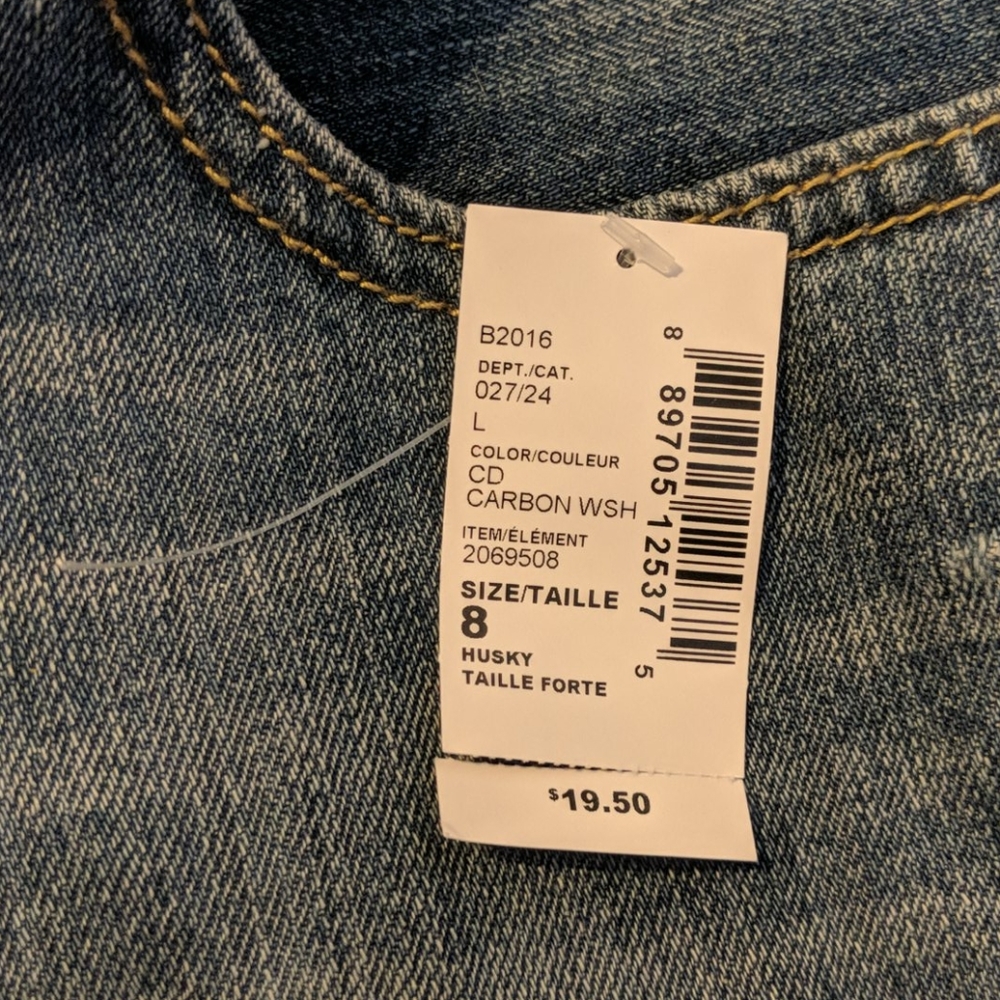 B2016
DEPT./CAT.
027/24
L
COLOR/COULEUR
CD
CARBON WSH
ITEM/ÉLÉMENT
2069508
SIZE/TAILLE
8
HUSKY
TAILLE FORTE
8 89705 12537 5
$19.50